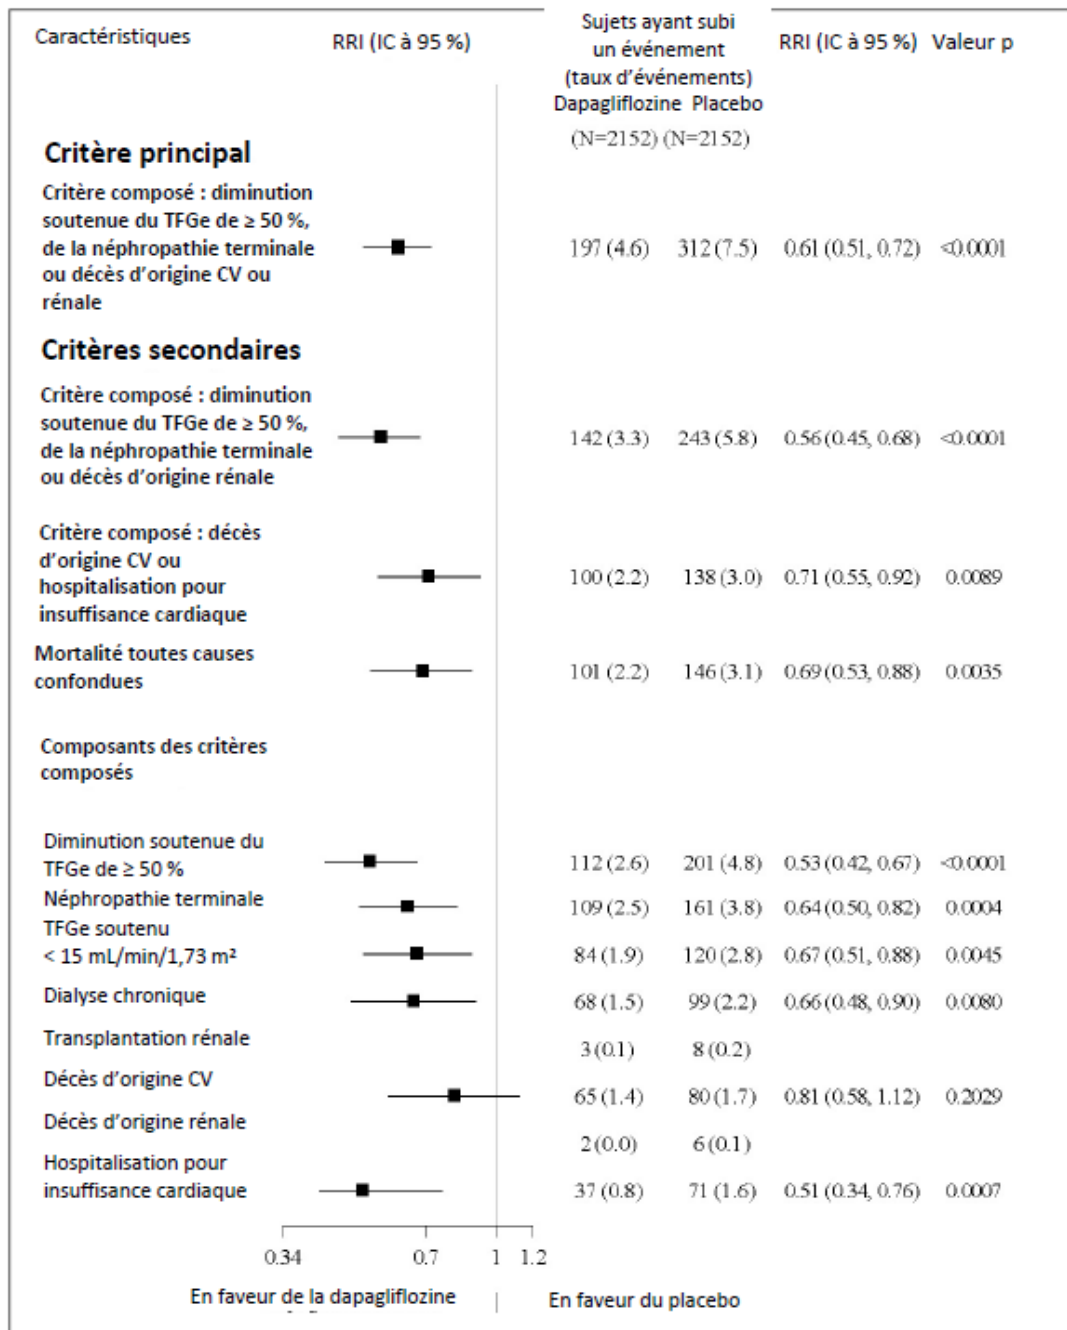 Caractéristiques RRI (IC à 95 %) Sujets ayant subi un événement (taux d'événements) RRI (IC à 95 %) Valeur p
Dapagliflozine Placebo
(N=2152) (N=2152)
Critère principal
Critère composé : diminution
soutenue du TFGe de ≥ 50 %,
de la néphropathie terminale 197 (4.6) 312 (7.5) 0.61 (0.51, 0.72) <0.0001
ou décès d'origine CV ou
rénale
Critères secondaires
Critère composé : diminution
soutenue du TFGe de ≥ 50 %,
de la néphropathie terminale 142 (3.3) 243 (5.8) 0.56 (0.45, 0.68) <0.0001
ou décès d'origine rénale
Critère composé : décès
d'origine CV ou
hospitalisation pour 100 (2.2) 138 (3.0) 0.71 (0.55, 0.92) 0.0089
insuffisance cardiaque
Mortalité toutes causes
confondues 101 (2.2) 146 (3.1) 0.69 (0.53, 0.88) 0.0035
Composants des critères
composés
Diminution soutenue du
TFGe de ≥ 50 % 112 (2.6) 201 (4.8) 0.53 (0.42, 0.67) <0.0001
Néphropathie terminale 109 (2.5) 161 (3.8) 0.64 (0.50, 0.82) 0.0004
TFGe soutenu
< 15 mL/min/1,73 m² 84 (1.9) 120 (2.8) 0.67 (0.51, 0.88) 0.0045
Dialyse chronique 68 (1.5) 99 (2.2) 0.66 (0.48, 0.90) 0.0080
Transplantation rénale 3 (0.1) 8 (0.2)
Décès d'origine CV 65 (1.4) 80 (1.7) 0.81 (0.58, 1.12) 0.2029
Décès d'origine rénale 2 (0.0) 6 (0.1)
Hospitalisation pour
insuffisance cardiaque 37 (0.8) 71 (1.6) 0.51 (0.34, 0.76) 0.0007
0.34 0.7 1 1.2
En faveur de la dapagliflozine En faveur du placebo